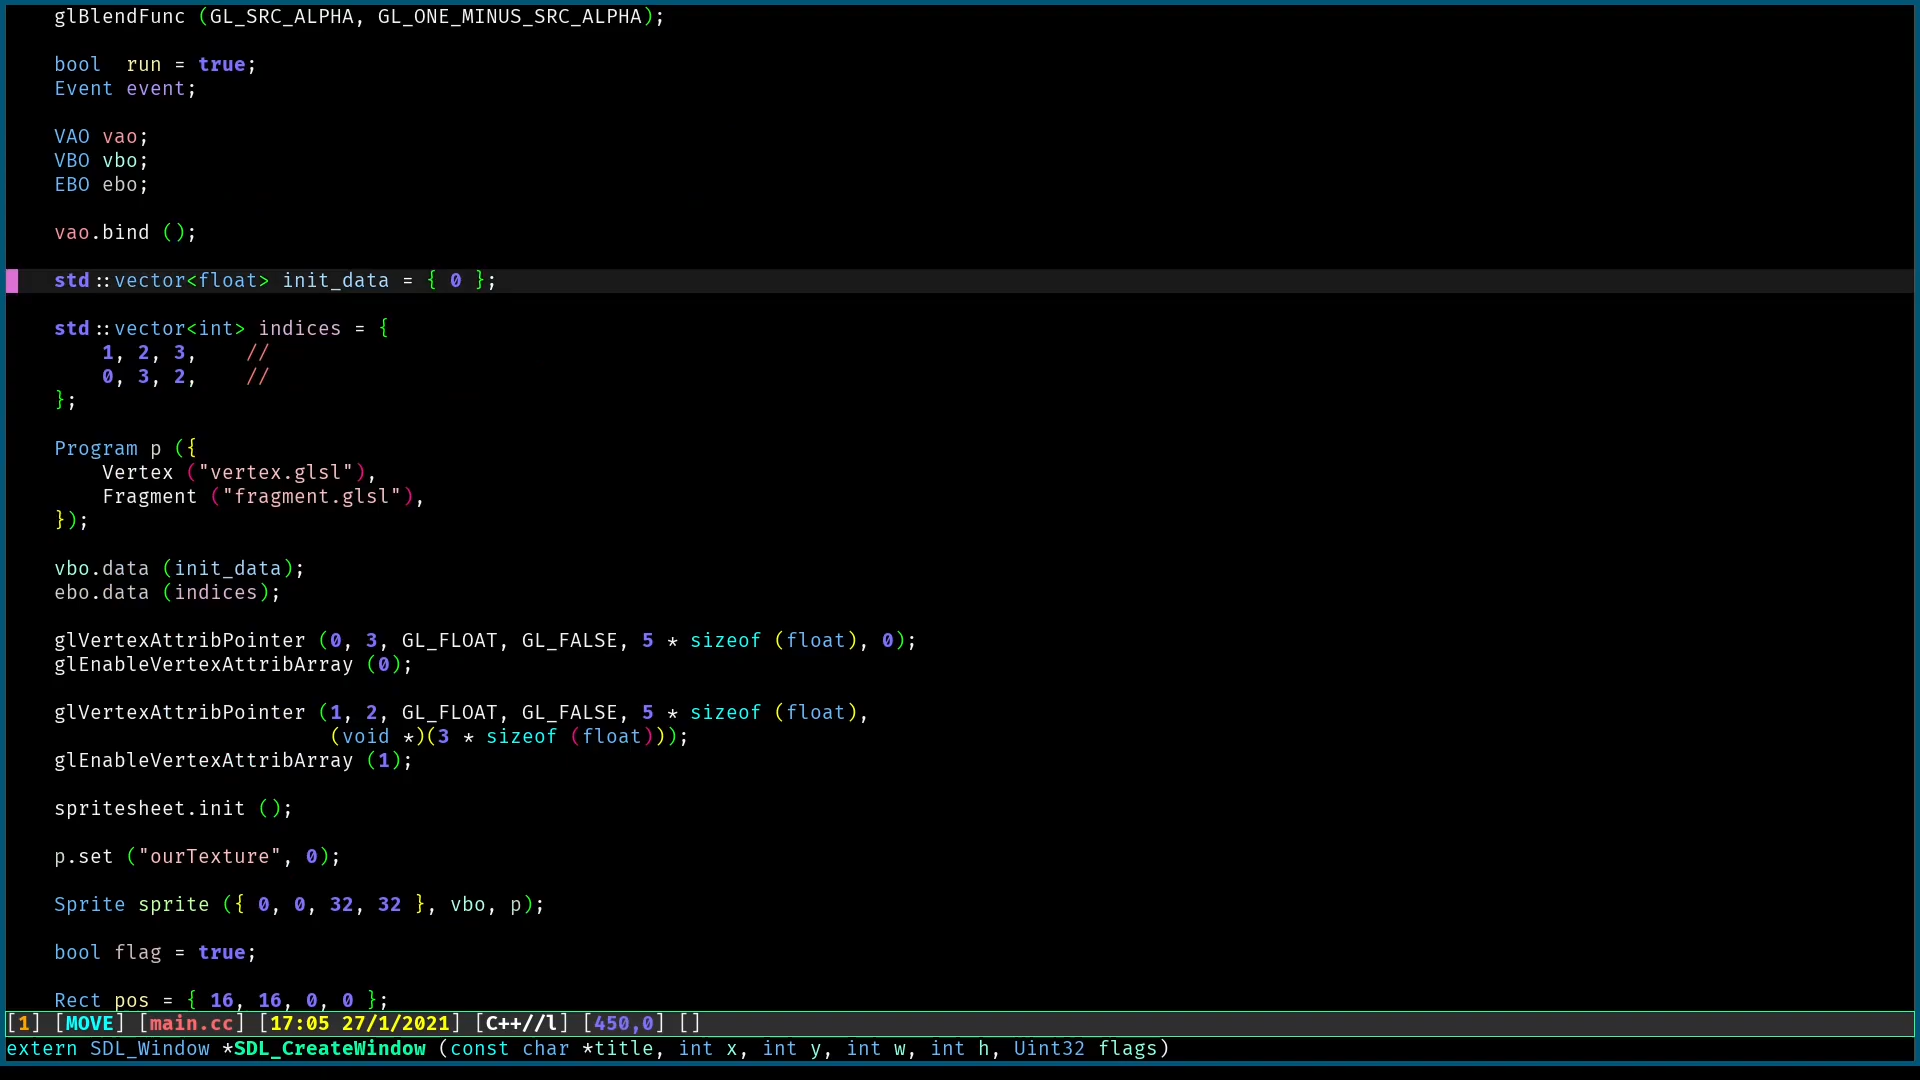 glBlendFunc (GL_SRC_ALPHA, GL_ONE_MINUS_SRC_ALPHA);
bool  run = true;
Event event;
VAO vao;
VBO vbo;
EBO ebo;
vao.bind ();
std::vector<float> init_data = { 0 };
std::vector<int> indices = {
    1, 2, 3,    //
    0, 3, 2,    //
};
Program p ({
    Vertex ("vertex.glsl"),
    Fragment ("fragment.glsl"),
});
vbo.data (init_data);
ebo.data (indices);
glVertexAttribPointer (0, 3, GL_FLOAT, GL_FALSE, 5 * sizeof (float), 0);
glEnableVertexAttribArray (0);
glVertexAttribPointer (1, 2, GL_FLOAT, GL_FALSE, 5 * sizeof (float),
                       (void *)(3 * sizeof (float)));
glEnableVertexAttribArray (1);
spritesheet.init ();
p.set ("ourTexture", 0);
Sprite sprite ({ 0, 0, 32, 32 }, vbo, p);
bool flag = true;
Rect pos = { 16, 16, 0, 0 };
[1] [MOVE] [main.cc] [17:05 27/1/2021] [C++//l] [450,0] []
extern SDL_Window *SDL_CreateWindow (const char *title, int x, int y, int w, int h, Uint32 flags)